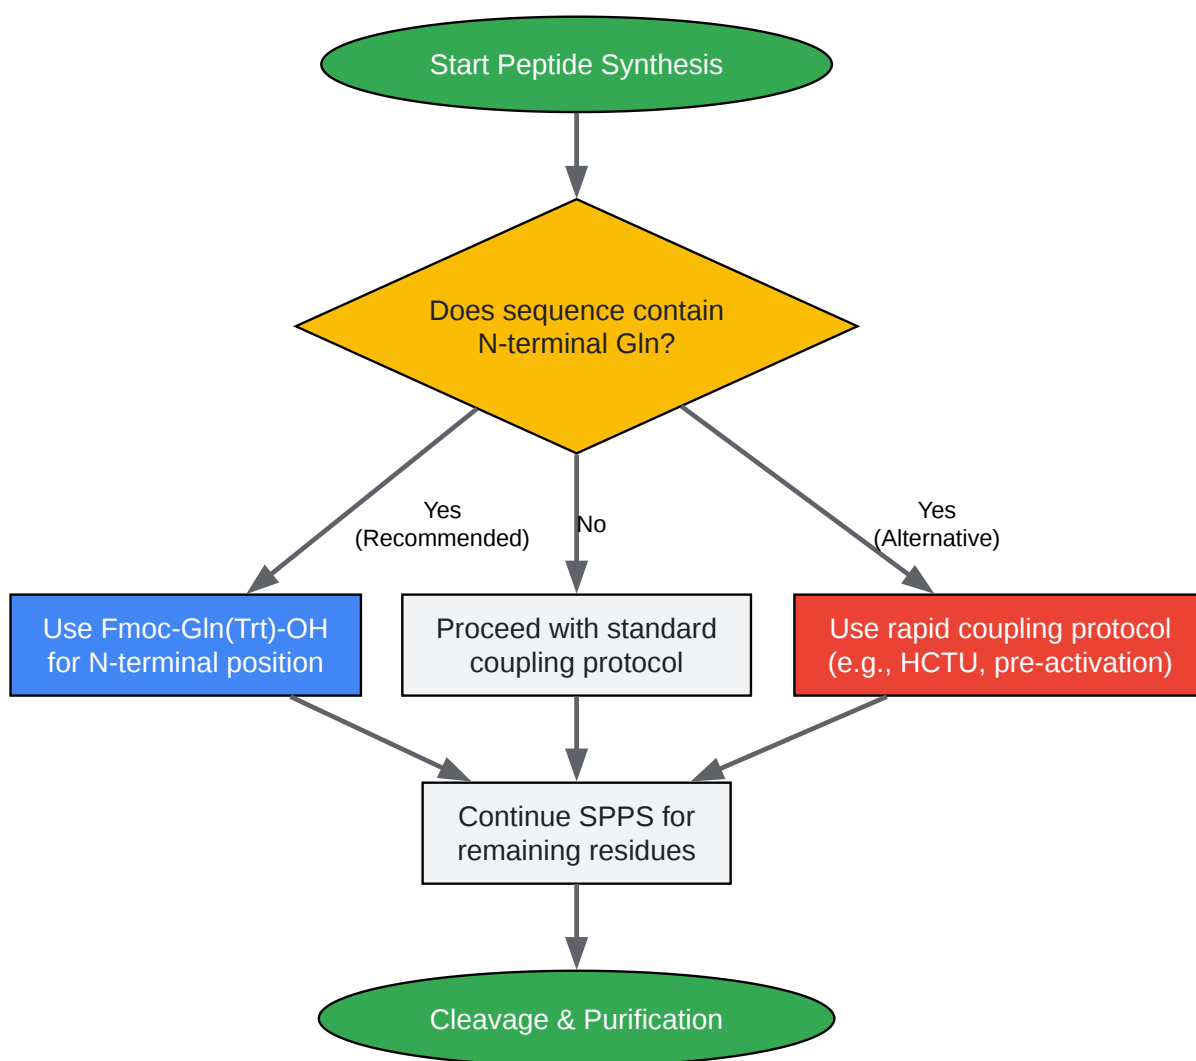 Start Peptide Synthesis
Does sequence contain
N-terminal Gln?
Yes
(Recommended)
No
Yes
(Alternative)
Use Fmoc-Gln(Trt)-OH
for N-terminal position
Proceed with standard
coupling protocol
Use rapid coupling protocol
(e.g., HCTU, pre-activation)
Continue SPPS for
remaining residues
Cleavage & Purification